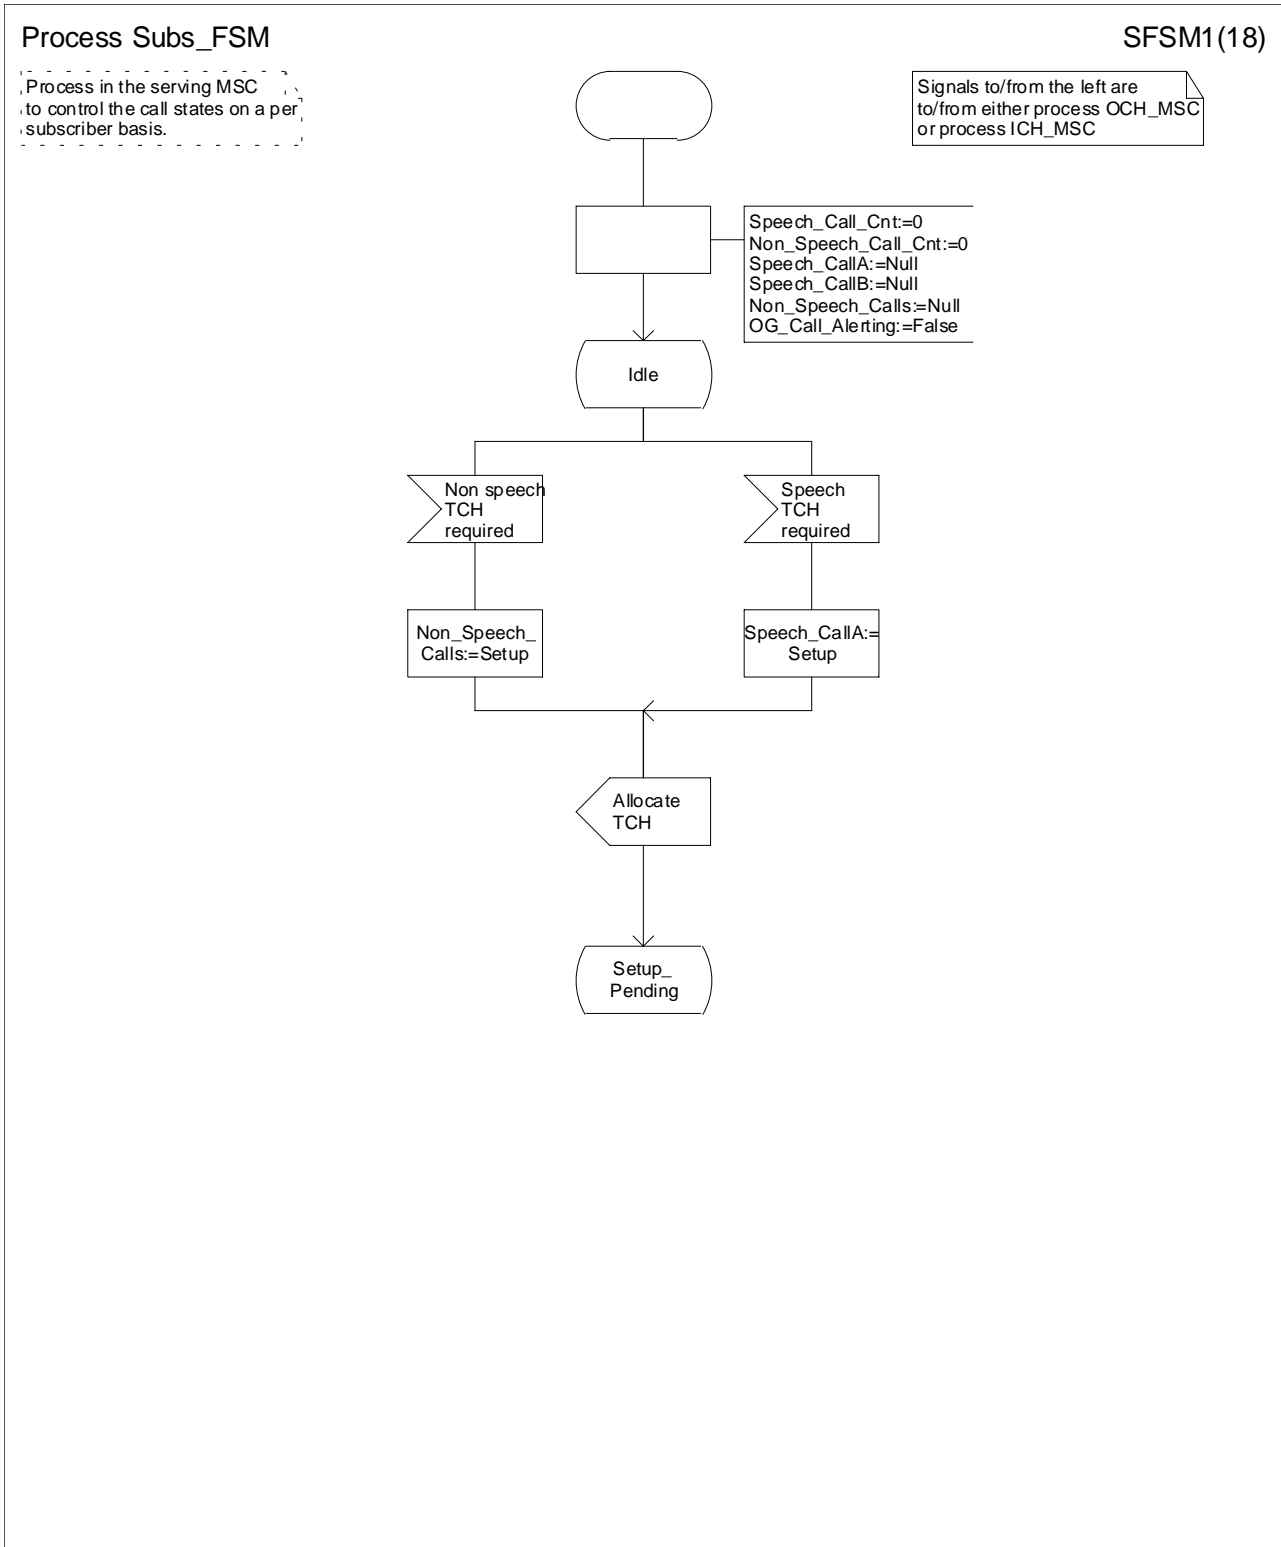 Process Subs_FSM
SFSM1(18)
Process in the serving MSC
to control the call states on a per
subscriber basis.
Signals to/from the left are
to/from either process OCH_MSC
or process ICH_MSC
Speech_Call_Cnt:=0
Non_Speech_Call_Cnt:=0
Speech_CallA:=Null
Speech_CallB:=Null
Non_Speech_Calls:=Null
OG_Call_Alerting:=False
Idle
Non speech
TCH
required
Speech
TCH
required
Non_Speech_
Calls:=Setup
Speech_CallA:=
Setup
Allocate
TCH
Setup_
Pending